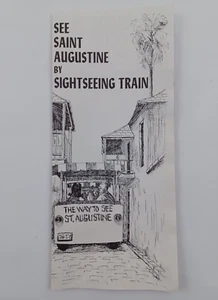 SEE
SAINT
AUGUSTINE
BY
SIGHTSEEING TRAIN
THE WAY TO SEE
ST. AUGUSTINE